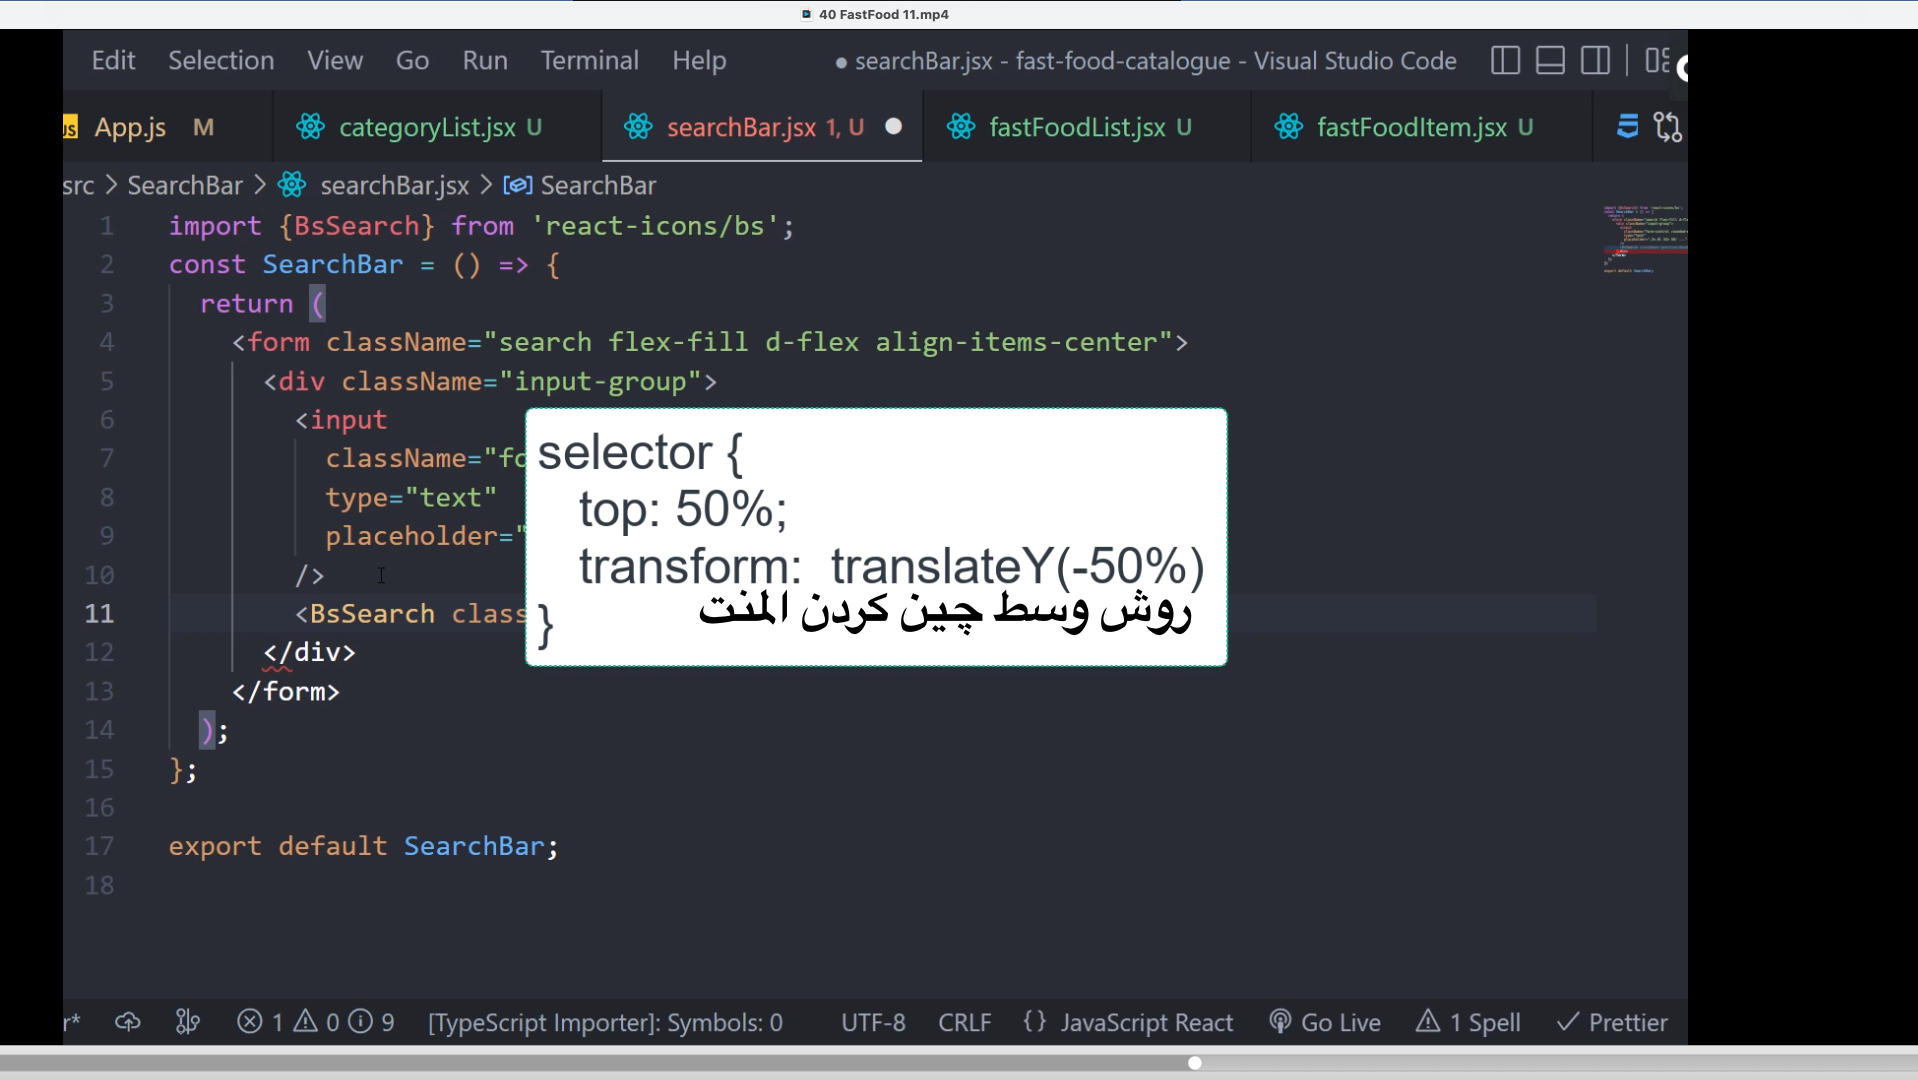 40 FastFood 11.mp4
Edit Selection View Go Run Terminal Help ● searchBar.jsx - fast-food-catalogue - Visual Studio Code
JS App.js M categoryList.jsx U searchBar.jsx 1, U ● fastFoodList.jsx U fastFoodItem.jsx U
src > SearchBar > searchBar.jsx > SearchBar
1 import {BsSearch} from 'react-icons/bs';
2 const SearchBar = () => {
3 return (
4 <form className="search flex-fill d-flex align-items-center">
5 <div className="input-group">
6 <input
7 className="fo
8 type="text"
9 placeholder="
10 />
11 <BsSearch class
12 </div>
13 </form>
14 );
15 };
16
17 export default SearchBar;
18
selector {
top: 50%;
transform: translateY(-50%)
روش وسط چین کردن المنت
}
r* 1 0 9 [TypeScript Importer]: Symbols: 0 UTF-8 CRLF {} JavaScript React Go Live 1 Spell Prettier